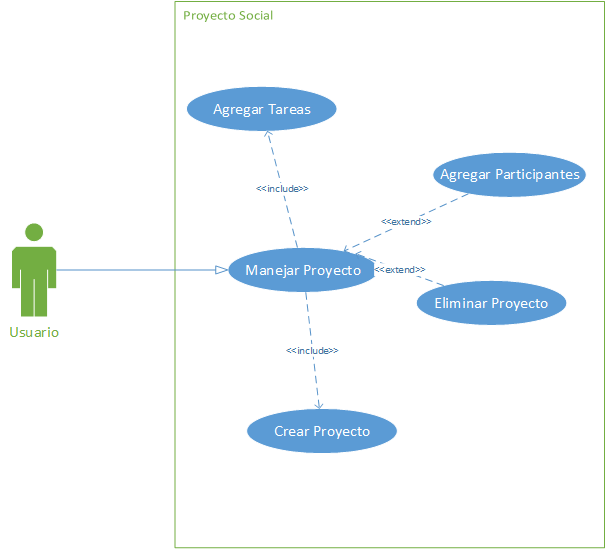 Proyecto Social
Agregar Tareas
Agregar Participantes
<<include>>
<<extend>>
Manejar Proyecto
<<extend>>
Eliminar Proyecto
Usuario
<<include>>
Crear Proyecto